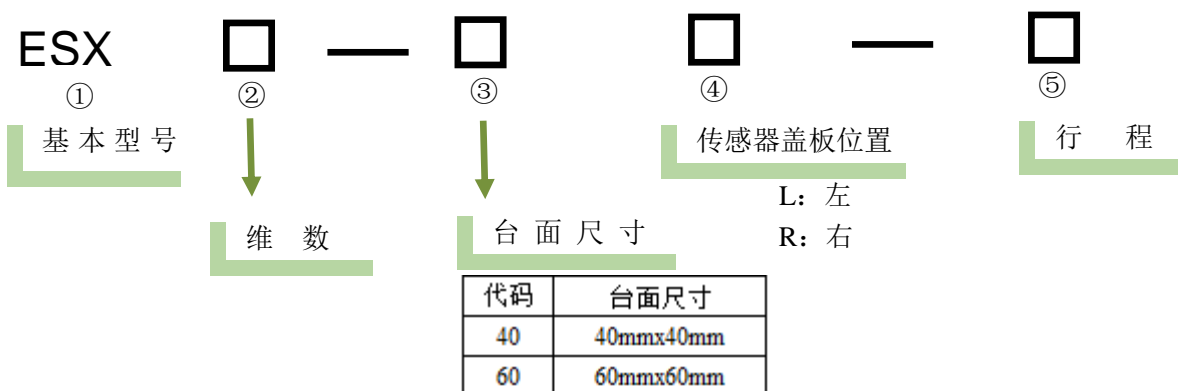 ESX □ — □ □ — □
① ② ③ ④ ⑤
基本型号 传感器盖板位置 行 程
L：左
维 数 台面尺寸 R：右
代码 台面尺寸
40 40mmx40mm
60 60mmx60mm